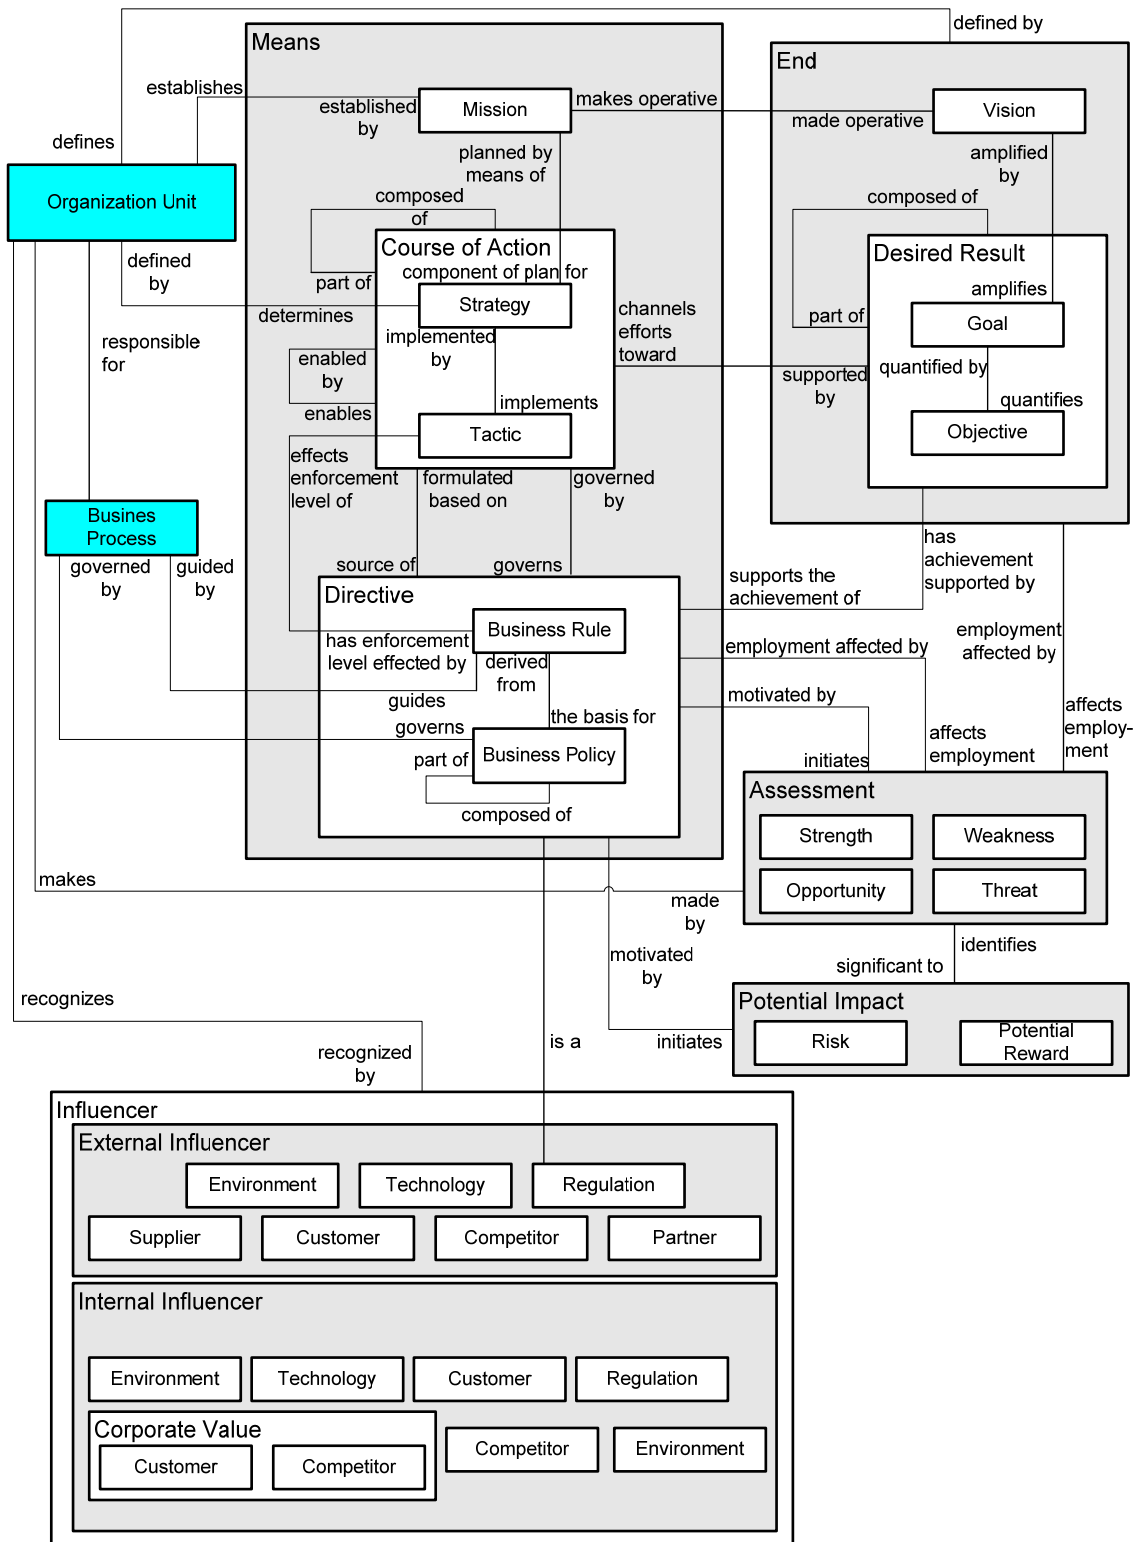 defined by
Means
End
establishes
established
by
Mission
makes operative
made operative
Vision
defines
planned by
means of
amplified
by
Organization Unit
composed
of
composed of
Course of Action
Desired Result
defined
by
part of
component of plan for
amplifies
determines
Strategy
channels
efforts
toward
part of
Goal
responsible
for
enabled
by
implemented
by
supported
by
quantified by
enables
implements
quantifies
Tactic
Objective
effects
enforcement
level of
formulated
based on
governed
by
Busines
Process
has
achievement
supported by
governed
by
guided
by
source of
governs
supports the
achievement of
Directive
Business Rule
has enforcement
level effected by
derived
from
employment affected by
employment
affected by
guides
motivated by
governs
the basis for
affects
employ-
ment
part of
Business Policy
initiates
affects
employment
composed of
Assessment
Strength
Weakness
Opportunity
Threat
makes
made
by
motivated
by
identifies
significant to
recognizes
Potential Impact
Risk
Potential
Reward
recognized
by
is a
initiates
Influencer
External Influencer
Environment
Technology
Regulation
Supplier
Customer
Competitor
Partner
Internal Influencer
Environment
Technology
Customer
Regulation
Corporate Value
Customer
Competitor
Competitor
Environment